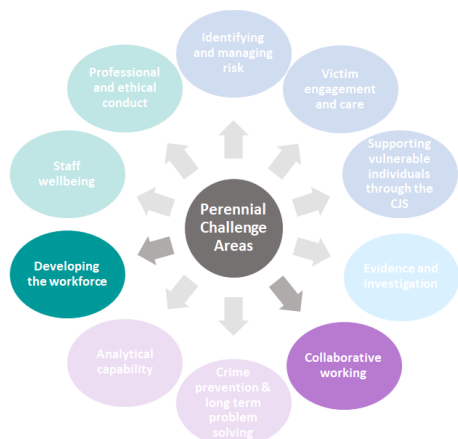 Identifying
and managing
risk
Victim
engagement
and care
Supporting
vulnerable
individuals
through the
CJS
Evidence and
investigation
Collaborative
working
Crime
prevention &
long term
problem
solving
Analytical
capability
Developing
the workforce
Staff
wellbeing
Professional
and ethical
conduct
Perennial
Challenge
Areas